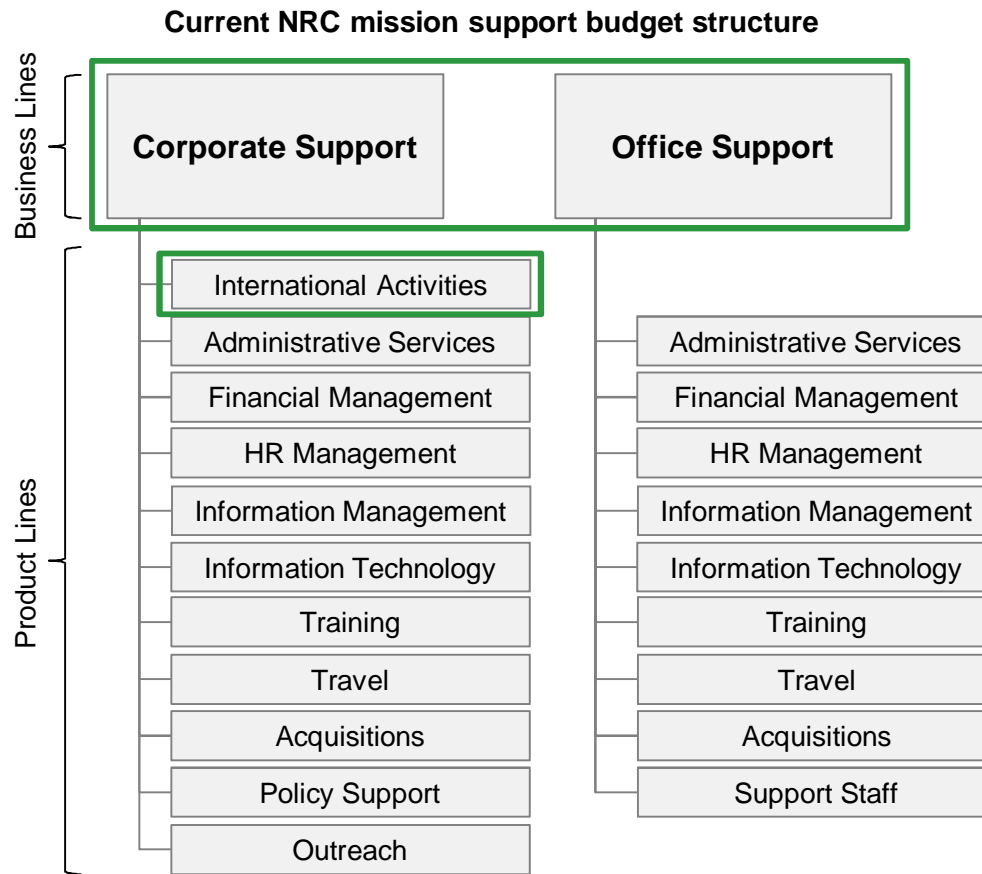 Current NRC mission support budget structure
Business Lines
Corporate Support
Office Support
Product Lines
International Activities
Administrative Services
Financial Management
HR Management
Information Management
Information Technology
Training
Travel
Acquisitions
Policy Support
Outreach
Administrative Services
Financial Management
HR Management
Information Management
Information Technology
Training
Travel
Acquisitions
Support Staff